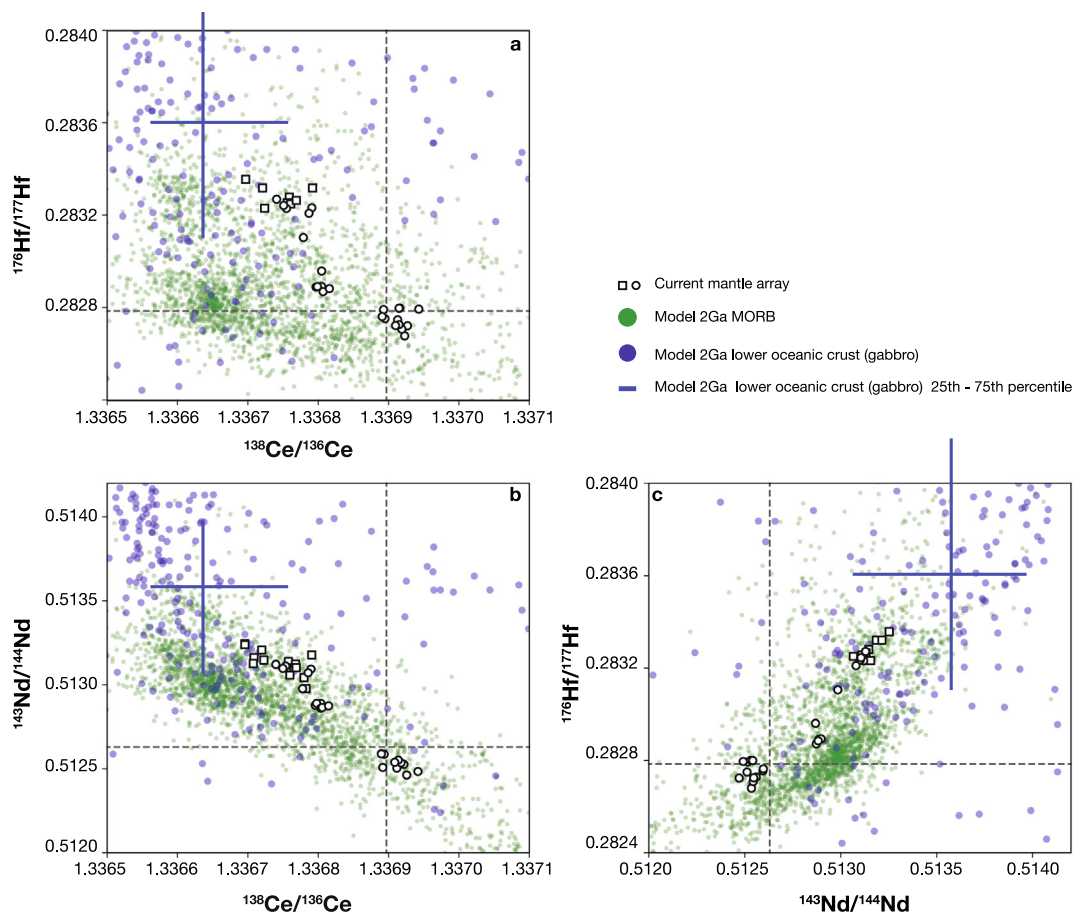 a
0.2840
0.2836
0.2832
0.2828
¹⁷⁶Hf/¹⁷⁷Hf
1.3365 1.3366 1.3367 1.3368 1.3369 1.3370 1.3371
¹³⁸Ce/¹³⁶Ce
Current mantle array
Model 2Ga MORB
Model 2Ga lower oceanic crust (gabbro)
Model 2Ga lower oceanic crust (gabbro) 25th - 75th percentile
b
0.5140
0.5135
0.5130
0.5125
0.5120
¹⁴³Nd/¹⁴⁴Nd
1.3365 1.3366 1.3367 1.3368 1.3369 1.3370 1.3371
¹³⁸Ce/¹³⁶Ce
c
0.2840
0.2836
0.2832
0.2828
0.2824
¹⁷⁶Hf/¹⁷⁷Hf
0.5120 0.5125 0.5130 0.5135 0.5140
¹⁴³Nd/¹⁴⁴Nd